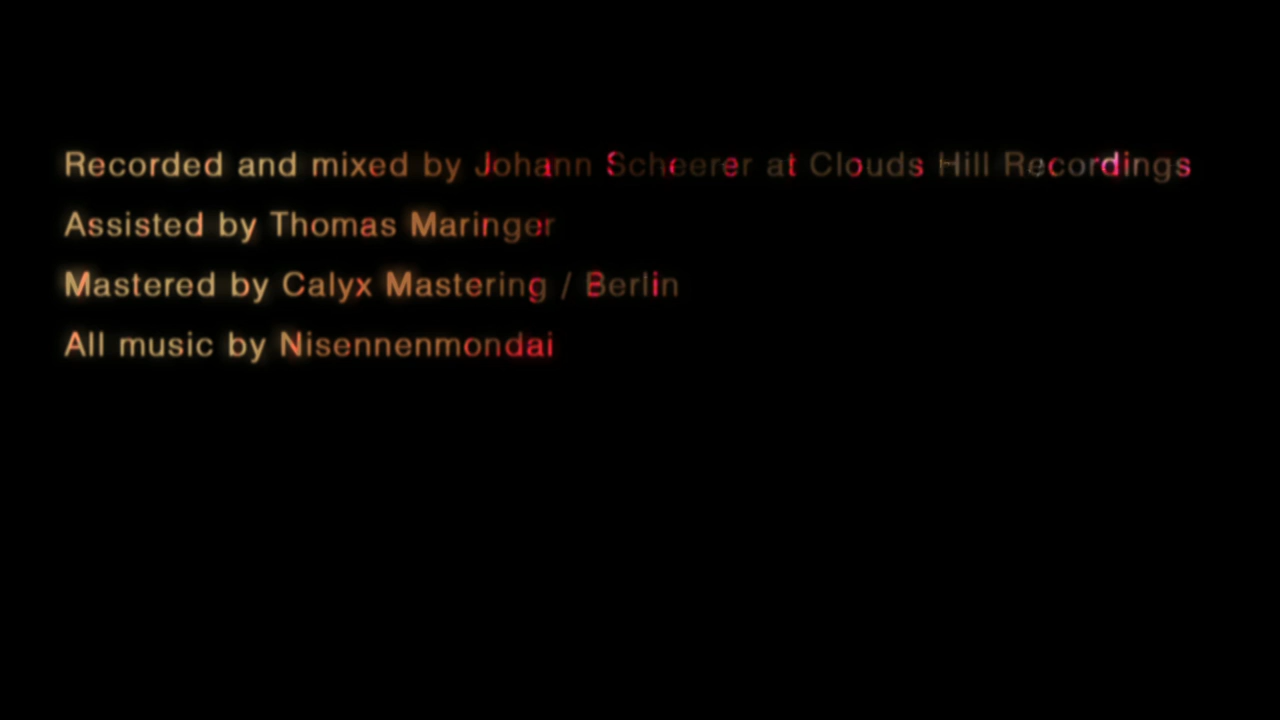 Recorded and mixed by Johann Scheerer at Clouds Hill Recordings
Assisted by Thomas Maringer
Mastered by Calyx Mastering / Berlin
All music by Nisennenmondai